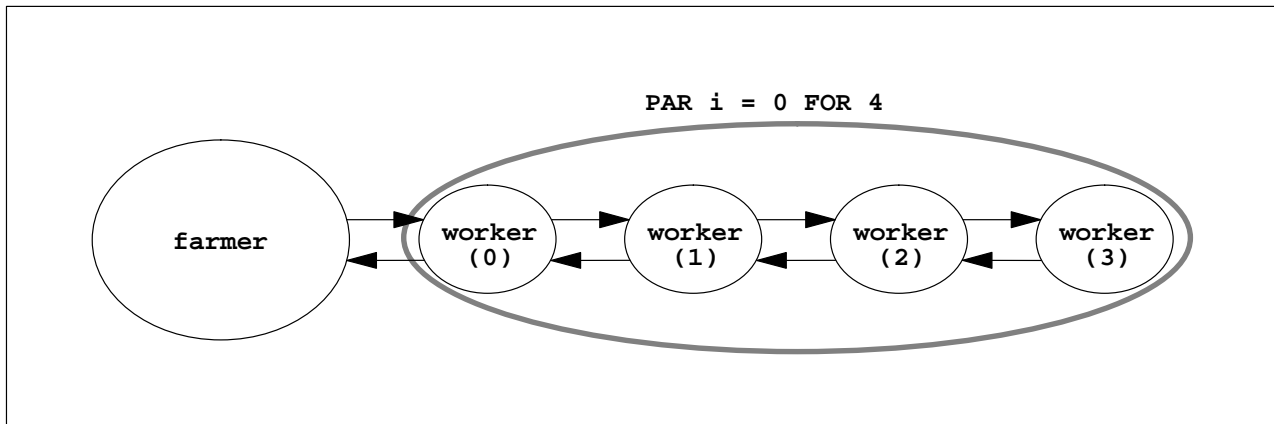 PAR i = 0 FOR 4
farmer
worker
(0)
worker
(1)
worker
(2)
worker
(3)